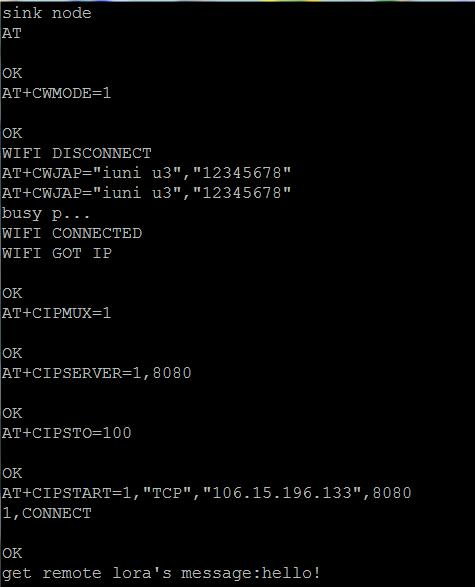 sink node
AT
OK
AT+CWMODE=1
OK
WIFI DISCONNECT
AT+CWJAP="iuni u3","12345678"
AT+CWJAP="iuni u3","12345678"
busy p...
WIFI CONNECTED
WIFI GOT IP
OK
AT+CIPMUX=1
OK
AT+CIPSERVER=1,8080
OK
AT+CIPSTO=100
OK
AT+CIPSTART=1,"TCP","106.15.196.133",8080
1,CONNECT
OK
get remote lora's message:hello!